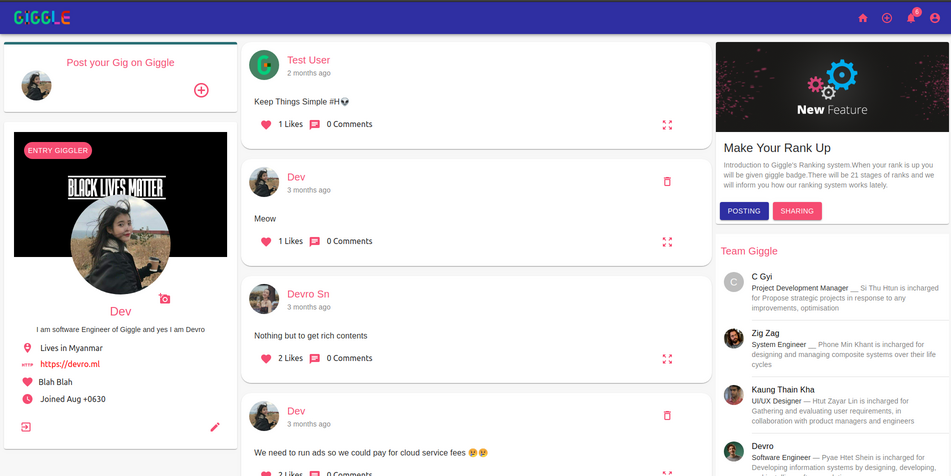 GIGGLE
6
Post your Gig on Giggle
ENTRY GIGGLER
BLACK LIVES MATTER
Dev
I am software Engineer of Giggle and yes I am Devro
Lives in Myanmar
HTTP https://devro.ml
Blah Blah
Joined Aug +0630
Test User
2 months ago
Keep Things Simple #H👽
1 Likes 0 Comments
Dev
3 months ago
Meow
1 Likes 0 Comments
Devro Sn
3 months ago
Nothing but to get rich contents
2 Likes 0 Comments
Dev
3 months ago
We need to run ads so we could pay for cloud service fees 😢😢
2 Likes 0 Comments
New Feature
Make Your Rank Up
Introduction to Giggle's Ranking system.When your rank is up you
will be given giggle badge.There will be 21 stages of ranks and we
will inform you how our ranking system works lately.
POSTING SHARING
Team Giggle
C
C Gyi
Project Development Manager __ Si Thu Htun is incharged
for Propose strategic projects in response to any
improvements, optimisation
Zig Zag
System Engineer __ Phone Min Khant is incharged for
designing and managing composite systems over their life
cycles
Kaung Thain Kha
UI/UX Designer — Htut Zayar Lin is incharged for
Gathering and evaluating user requirements, in
collaboration with product managers and engineers
Devro
Software Engineer — Pyae Htet Shein is incharged for
Developing information systems by designing, developing,